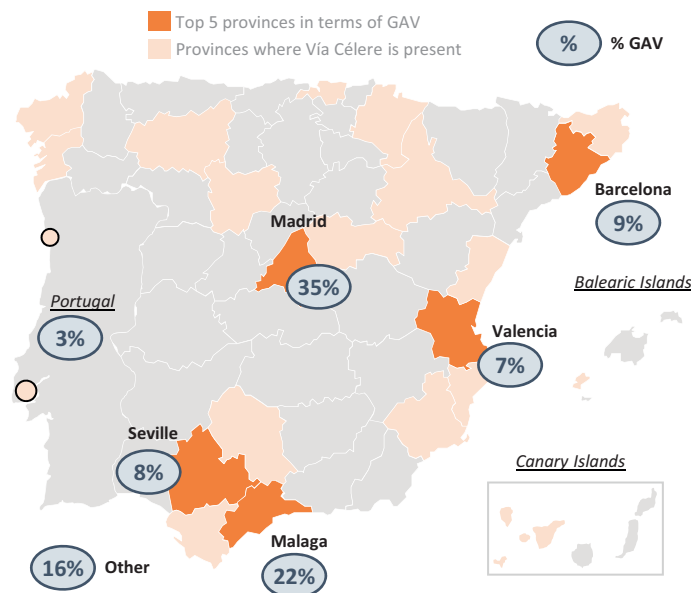 Top 5 provinces in terms of GAV
Provinces where Vía Célere is present
% % GAV
Barcelona
9%
Madrid
35%
Balearic Islands
Portugal
3%
Valencia
7%
Seville
8%
Canary Islands
Malaga
22%
16% Other